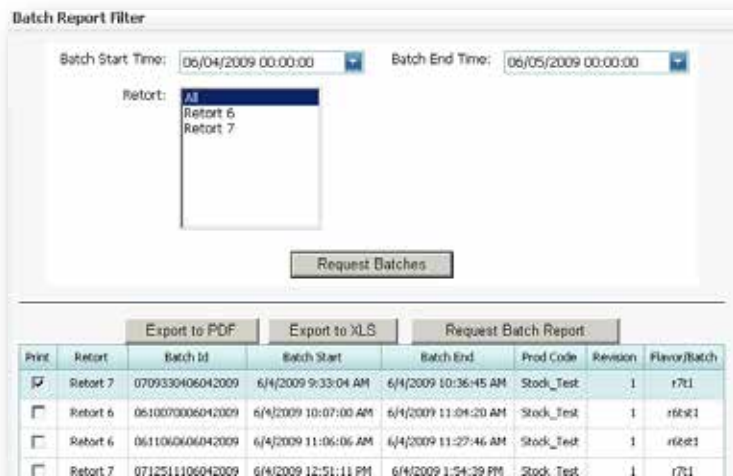 Batch Report Filter
Batch Start Time: 06/04/2009 00:00:00 Batch End Time: 06/05/2009 00:00:00
Retort: All
Retort 6
Retort 7
Request Batches
Export to PDF Export to XLS Request Batch Report
Print Retort Batch Id Batch Start Batch End Prod Code Revision Flavor/Batch
Retort 7 0709330406042009 6/4/2009 9:33:04 AM 6/4/2009 10:36:45 AM Stock_Test 1 r7t1
Retort 6 0610070006042009 6/4/2009 10:07:00 AM 6/4/2009 11:04:20 AM Stock_Test 1 r6tst1
Retort 6 0611060606042009 6/4/2009 11:06:06 AM 6/4/2009 11:27:46 AM Stock_Test 1 r6tst1
Retort 7 0712511106042009 6/4/2009 12:51:11 PM 6/4/2009 1:54:39 PM Stock_Test 1 r7t1